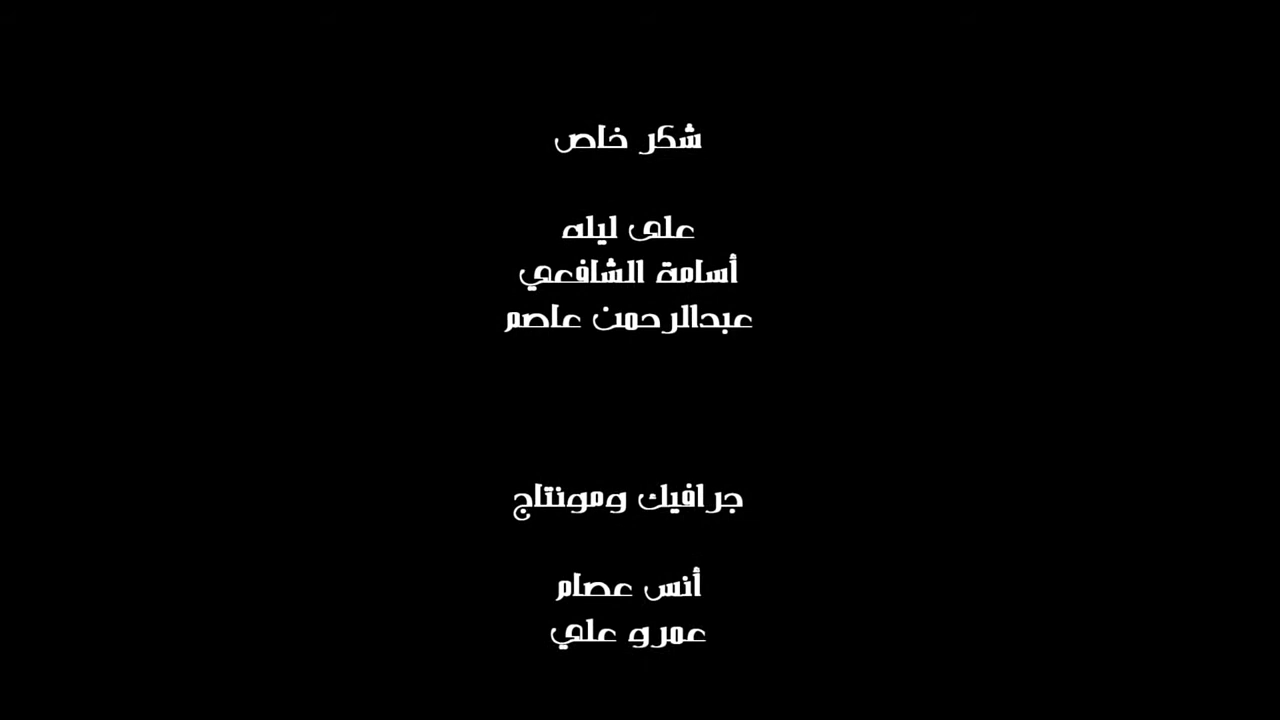 شكر خاص
على ليله
أسامة الشافعي
عبدالرحمن عاصم
جرافيك ومونتاج
أنس عصام
عمرو علي